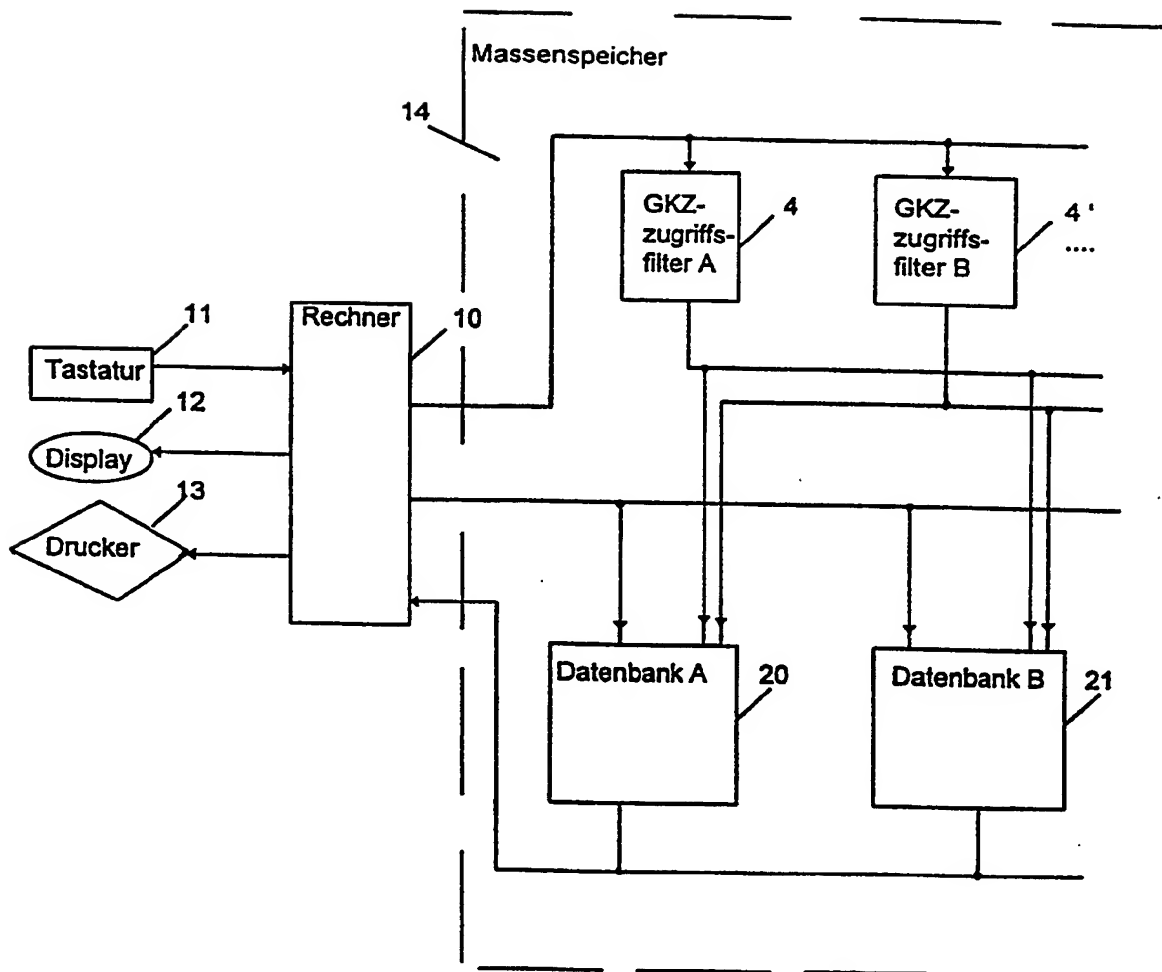 Massenspeicher
14
GKZ-
zugriffs-
filter A
4
GKZ-
zugriffs-
filter B
4 '
....
Rechner
10
11
Tastatur
12
Display
13
Drucker
Datenbank A
20
Datenbank B
21